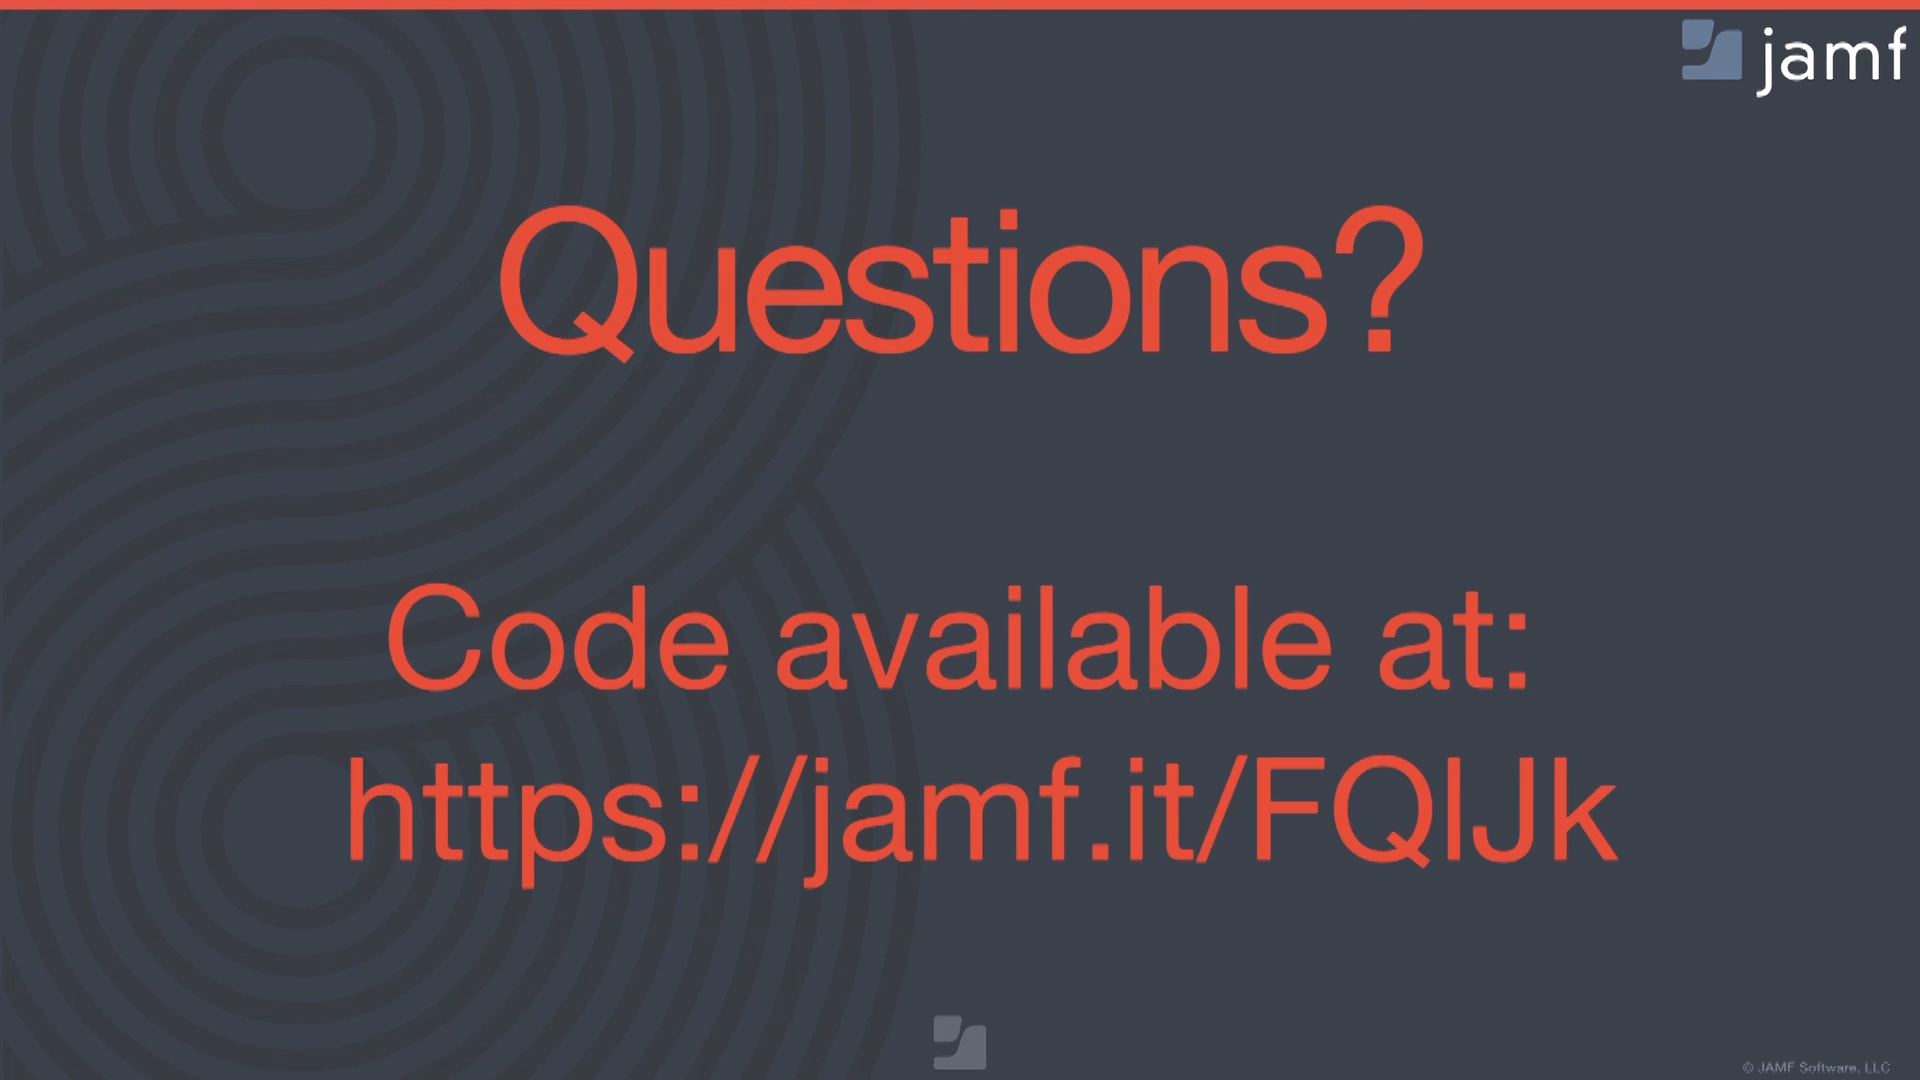 jamf
Questions?
Code available at:
https://jamf.it/FQIJk
© JAMF Software, LLC